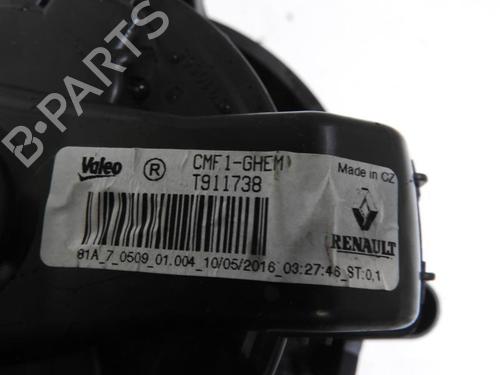 B-PARTS
Valeo ® CMF1-GHEM
T911738
Made in CZ
RENAULT
81A_7_0509_01.004_10/05/2016_03:27:46_ST:0,1